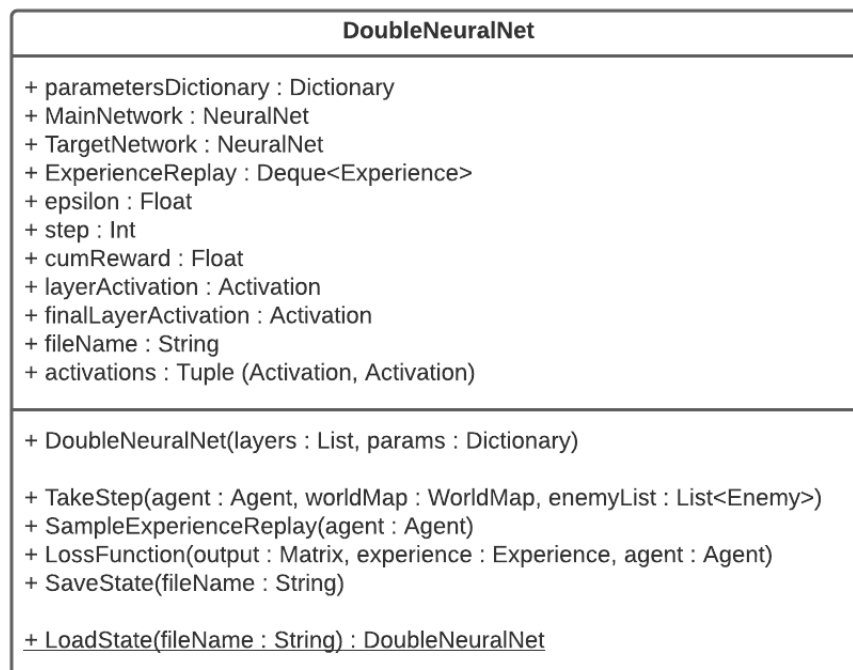 DoubleNeuralNet
+ parametersDictionary : Dictionary
+ MainNetwork : NeuralNet
+ TargetNetwork : NeuralNet
+ ExperienceReplay : Deque<Experience>
+ epsilon : Float
+ step : Int
+ cumReward : Float
+ layerActivation : Activation
+ finalLayerActivation : Activation
+ fileName : String
+ activations : Tuple (Activation, Activation)
+ DoubleNeuralNet(layers : List, params : Dictionary)
+ TakeStep(agent : Agent, worldMap : WorldMap, enemyList : List<Enemy>)
+ SampleExperienceReplay(agent : Agent)
+ LossFunction(output : Matrix, experience : Experience, agent : Agent)
+ SaveState(fileName : String)
+ LoadState(fileName : String) : DoubleNeuralNet